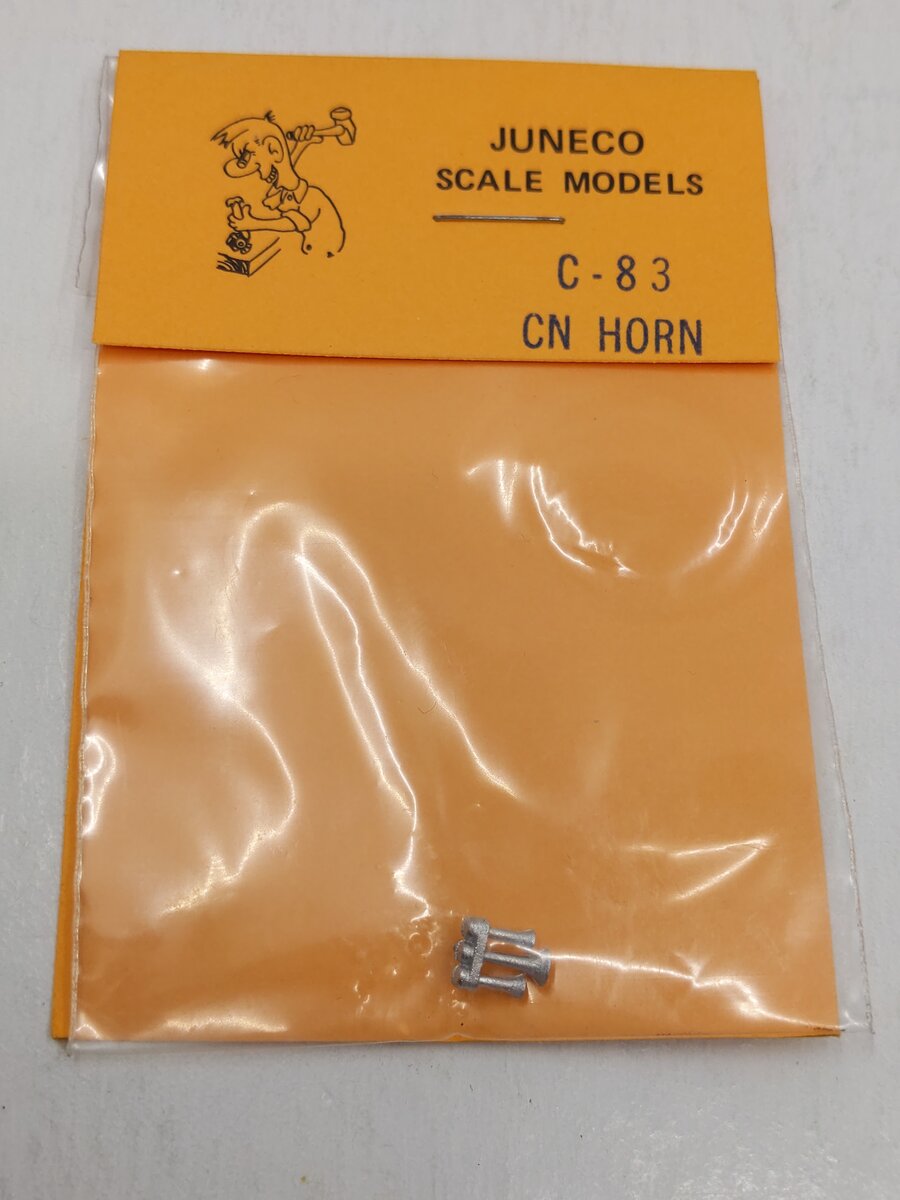 JUNECO
SCALE MODELS
C-83
CN HORN